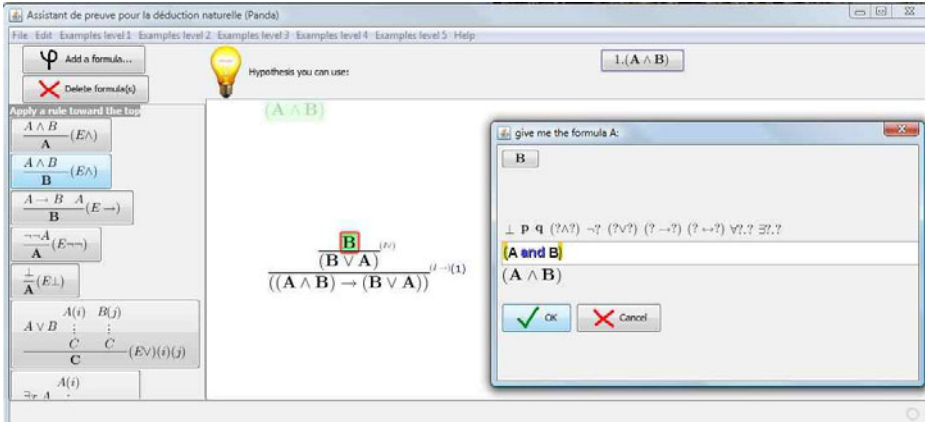 Assistant de preuve pour la déduction naturelle (Panda)
File Edit Examples level 1 Examples level 2 Examples level 3 Examples level 4 Examples level 5 Help
φ Add a formula...
Delete formula(s)
Hypothesis you can use:
1.(A ∧ B)
Apply a rule toward the top
A ∧ B
A (E∧)
A ∧ B
B (E∧)
A → B A
B (E →)
¬¬A
A (E¬¬)
⊥
A (E⊥)
A(i) B(j)
A ∨ B ⋮ ⋮
C C
C (E∨)(i)(j)
A(i)
∃x A
(A ∧ B)
B
(I∨)
(B ∨ A)
(I →)(1)
((A ∧ B) → (B ∨ A))
give me the formula A:
B
⊥ p q (?∧?) ¬? (?∨?) (? →?) (? ↔?) ∀?.? ∃?.?
(A and B)
(A ∧ B)
OK
Cancel